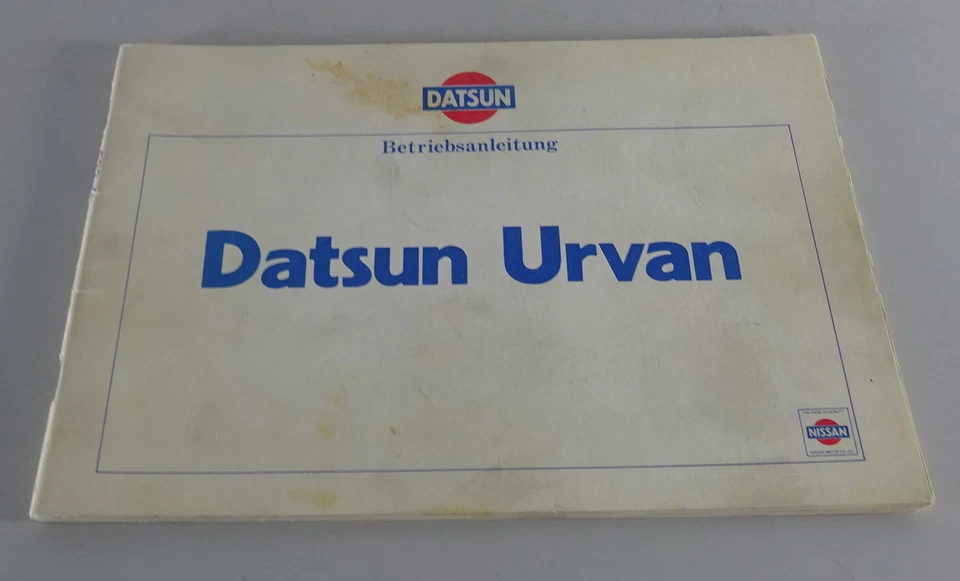 DATSUN
Betriebsanleitung
Datsun Urvan
NISSAN